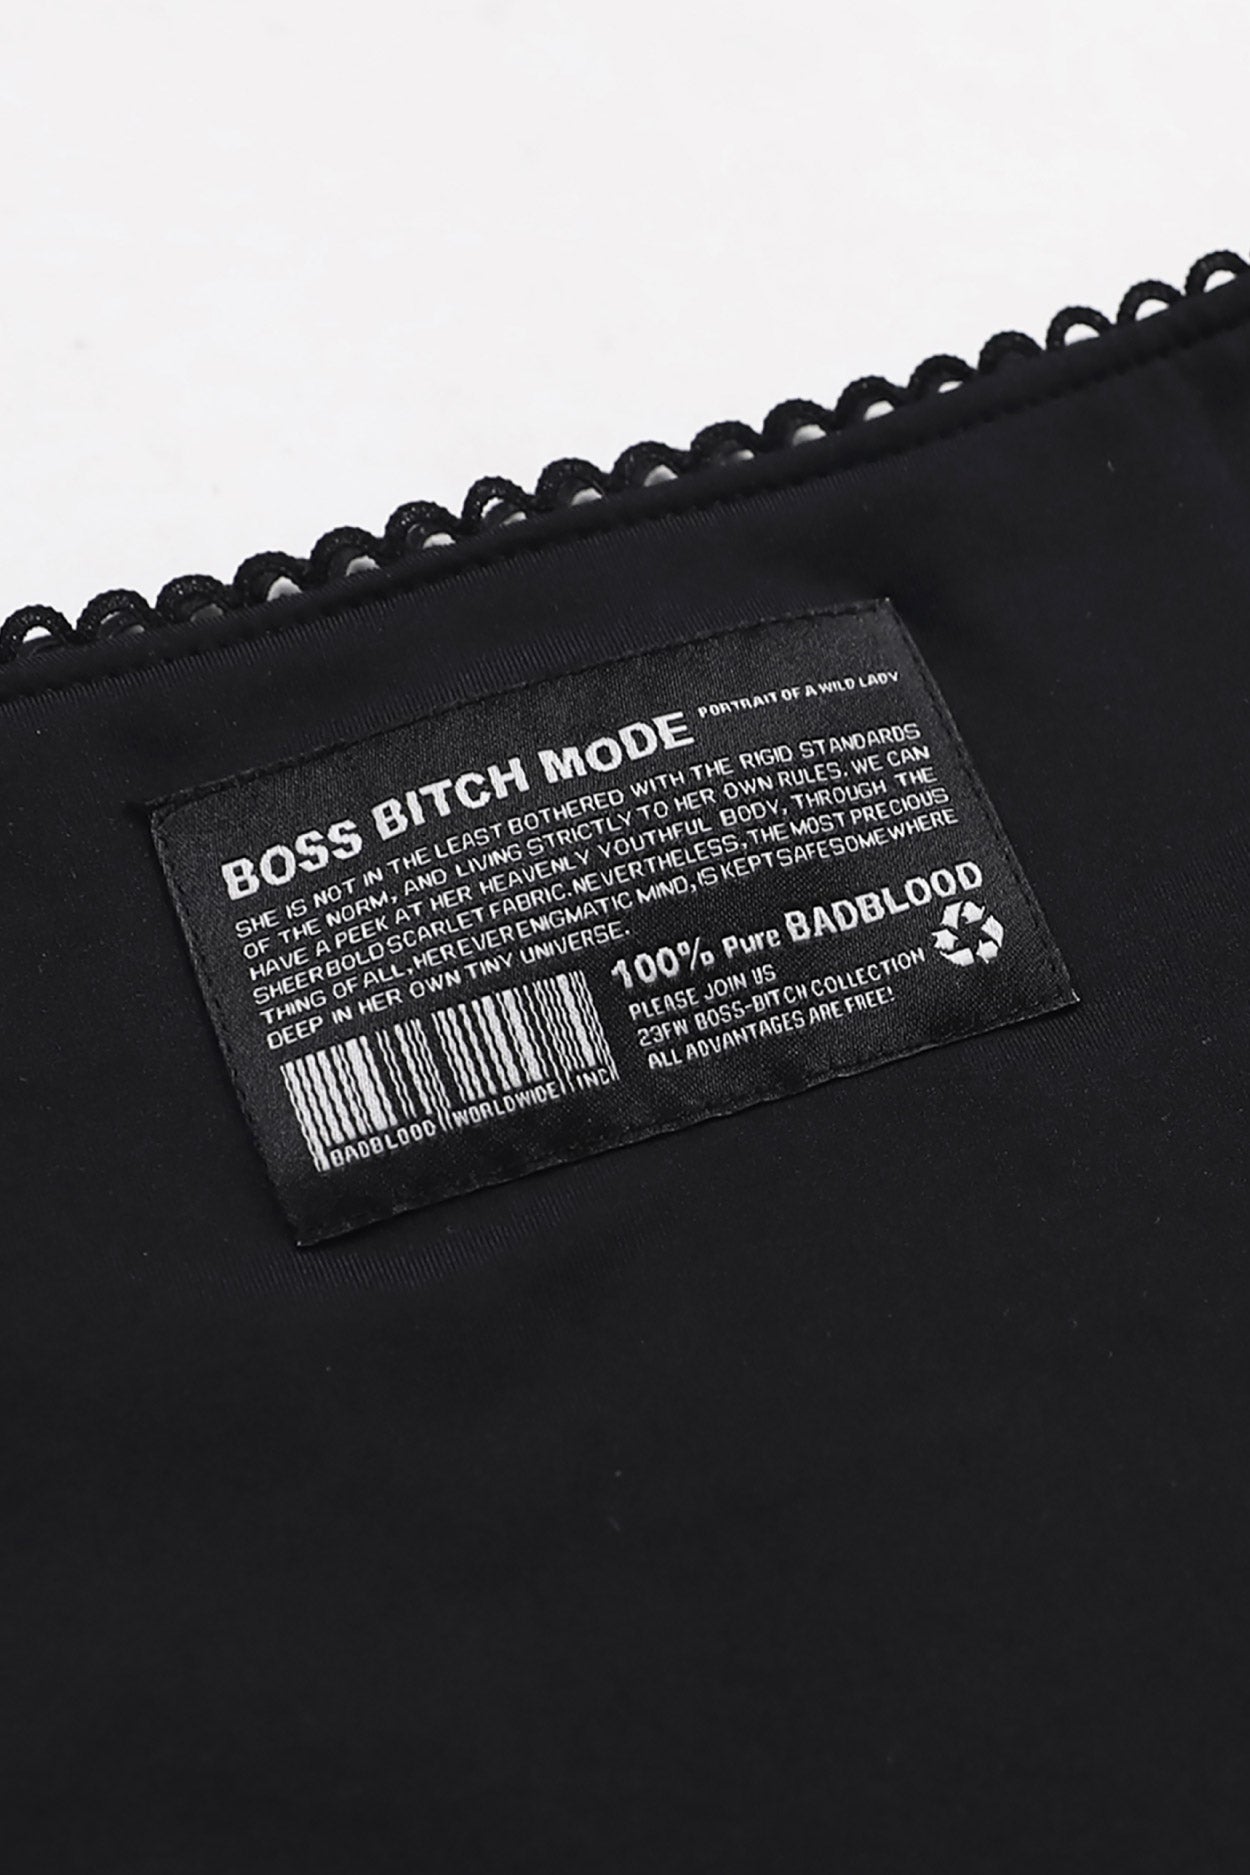 BOSS BITCH MODE PORTRAIT OF A WILD LADY
SHE IS NOT IN THE LEAST BOTHERED WITH THE RIGID STANDARDS
OF THE NORM, AND LIVING STRICTLY TO HER OWN RULES. WE CAN
HAVE A PEEK AT HER HEAVENLY YOUTHFUL BODY, THROUGH THE
SHEER BOLD SCARLET FABRIC. NEVERTHELESS, THE MOST PRECIOUS
THING OF ALL, HER EVER ENIGMATIC MIND, IS KEPT SAFE SOMEWHERE
DEEP IN HER OWN TINY UNIVERSE.
100% Pure BADBLOOD
PLEASE JOIN US
23FW BOSS-BITCH COLLECTION
ALL ADVANTAGES ARE FREE!
BADBLOOD WORLDWIDE INC